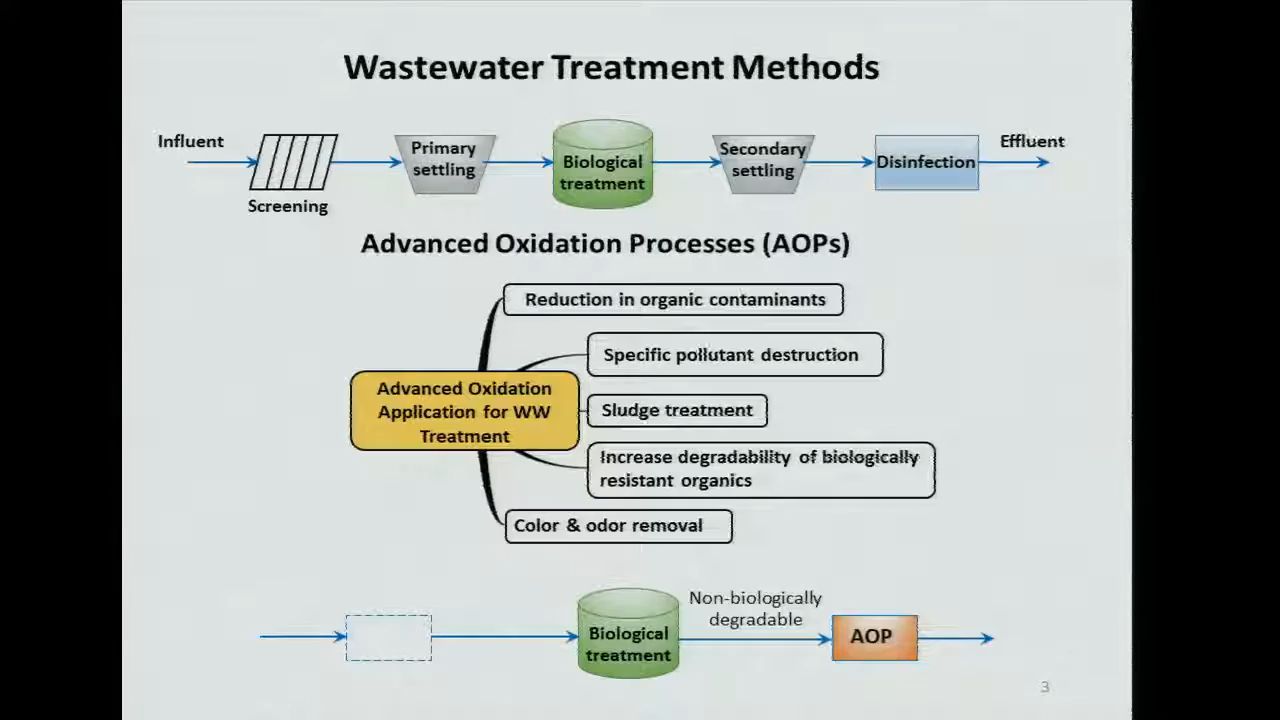 Wastewater Treatment Methods
Influent
Screening
Primary
settling
Biological
treatment
Secondary
settling
Disinfection
Effluent
Advanced Oxidation Processes (AOPs)
Advanced Oxidation
Application for WW
Treatment
Reduction in organic contaminants
Specific pollutant destruction
Sludge treatment
Increase degradability of biologically
resistant organics
Color & odor removal
Biological
treatment
Non-biologically
degradable
AOP
3